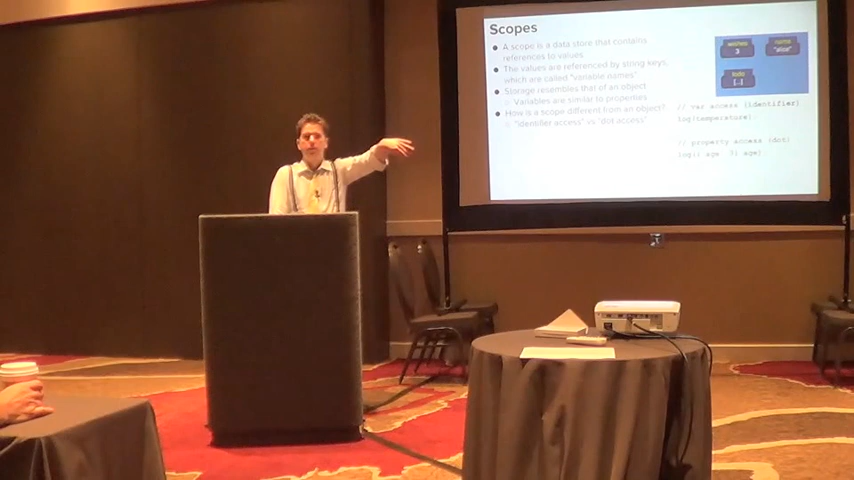 Scopes
● A scope is a data store that contains
references to values
● The values are referenced by string keys,
which are called "variable names"
● Storage resembles that of an object
○ Variables are similar to properties
● How is a scope different from an object?
○ "identifier access" vs "dot access"
3
"alice"
[..]
// var access (identifier)
log(temperature)
// property access (dot)